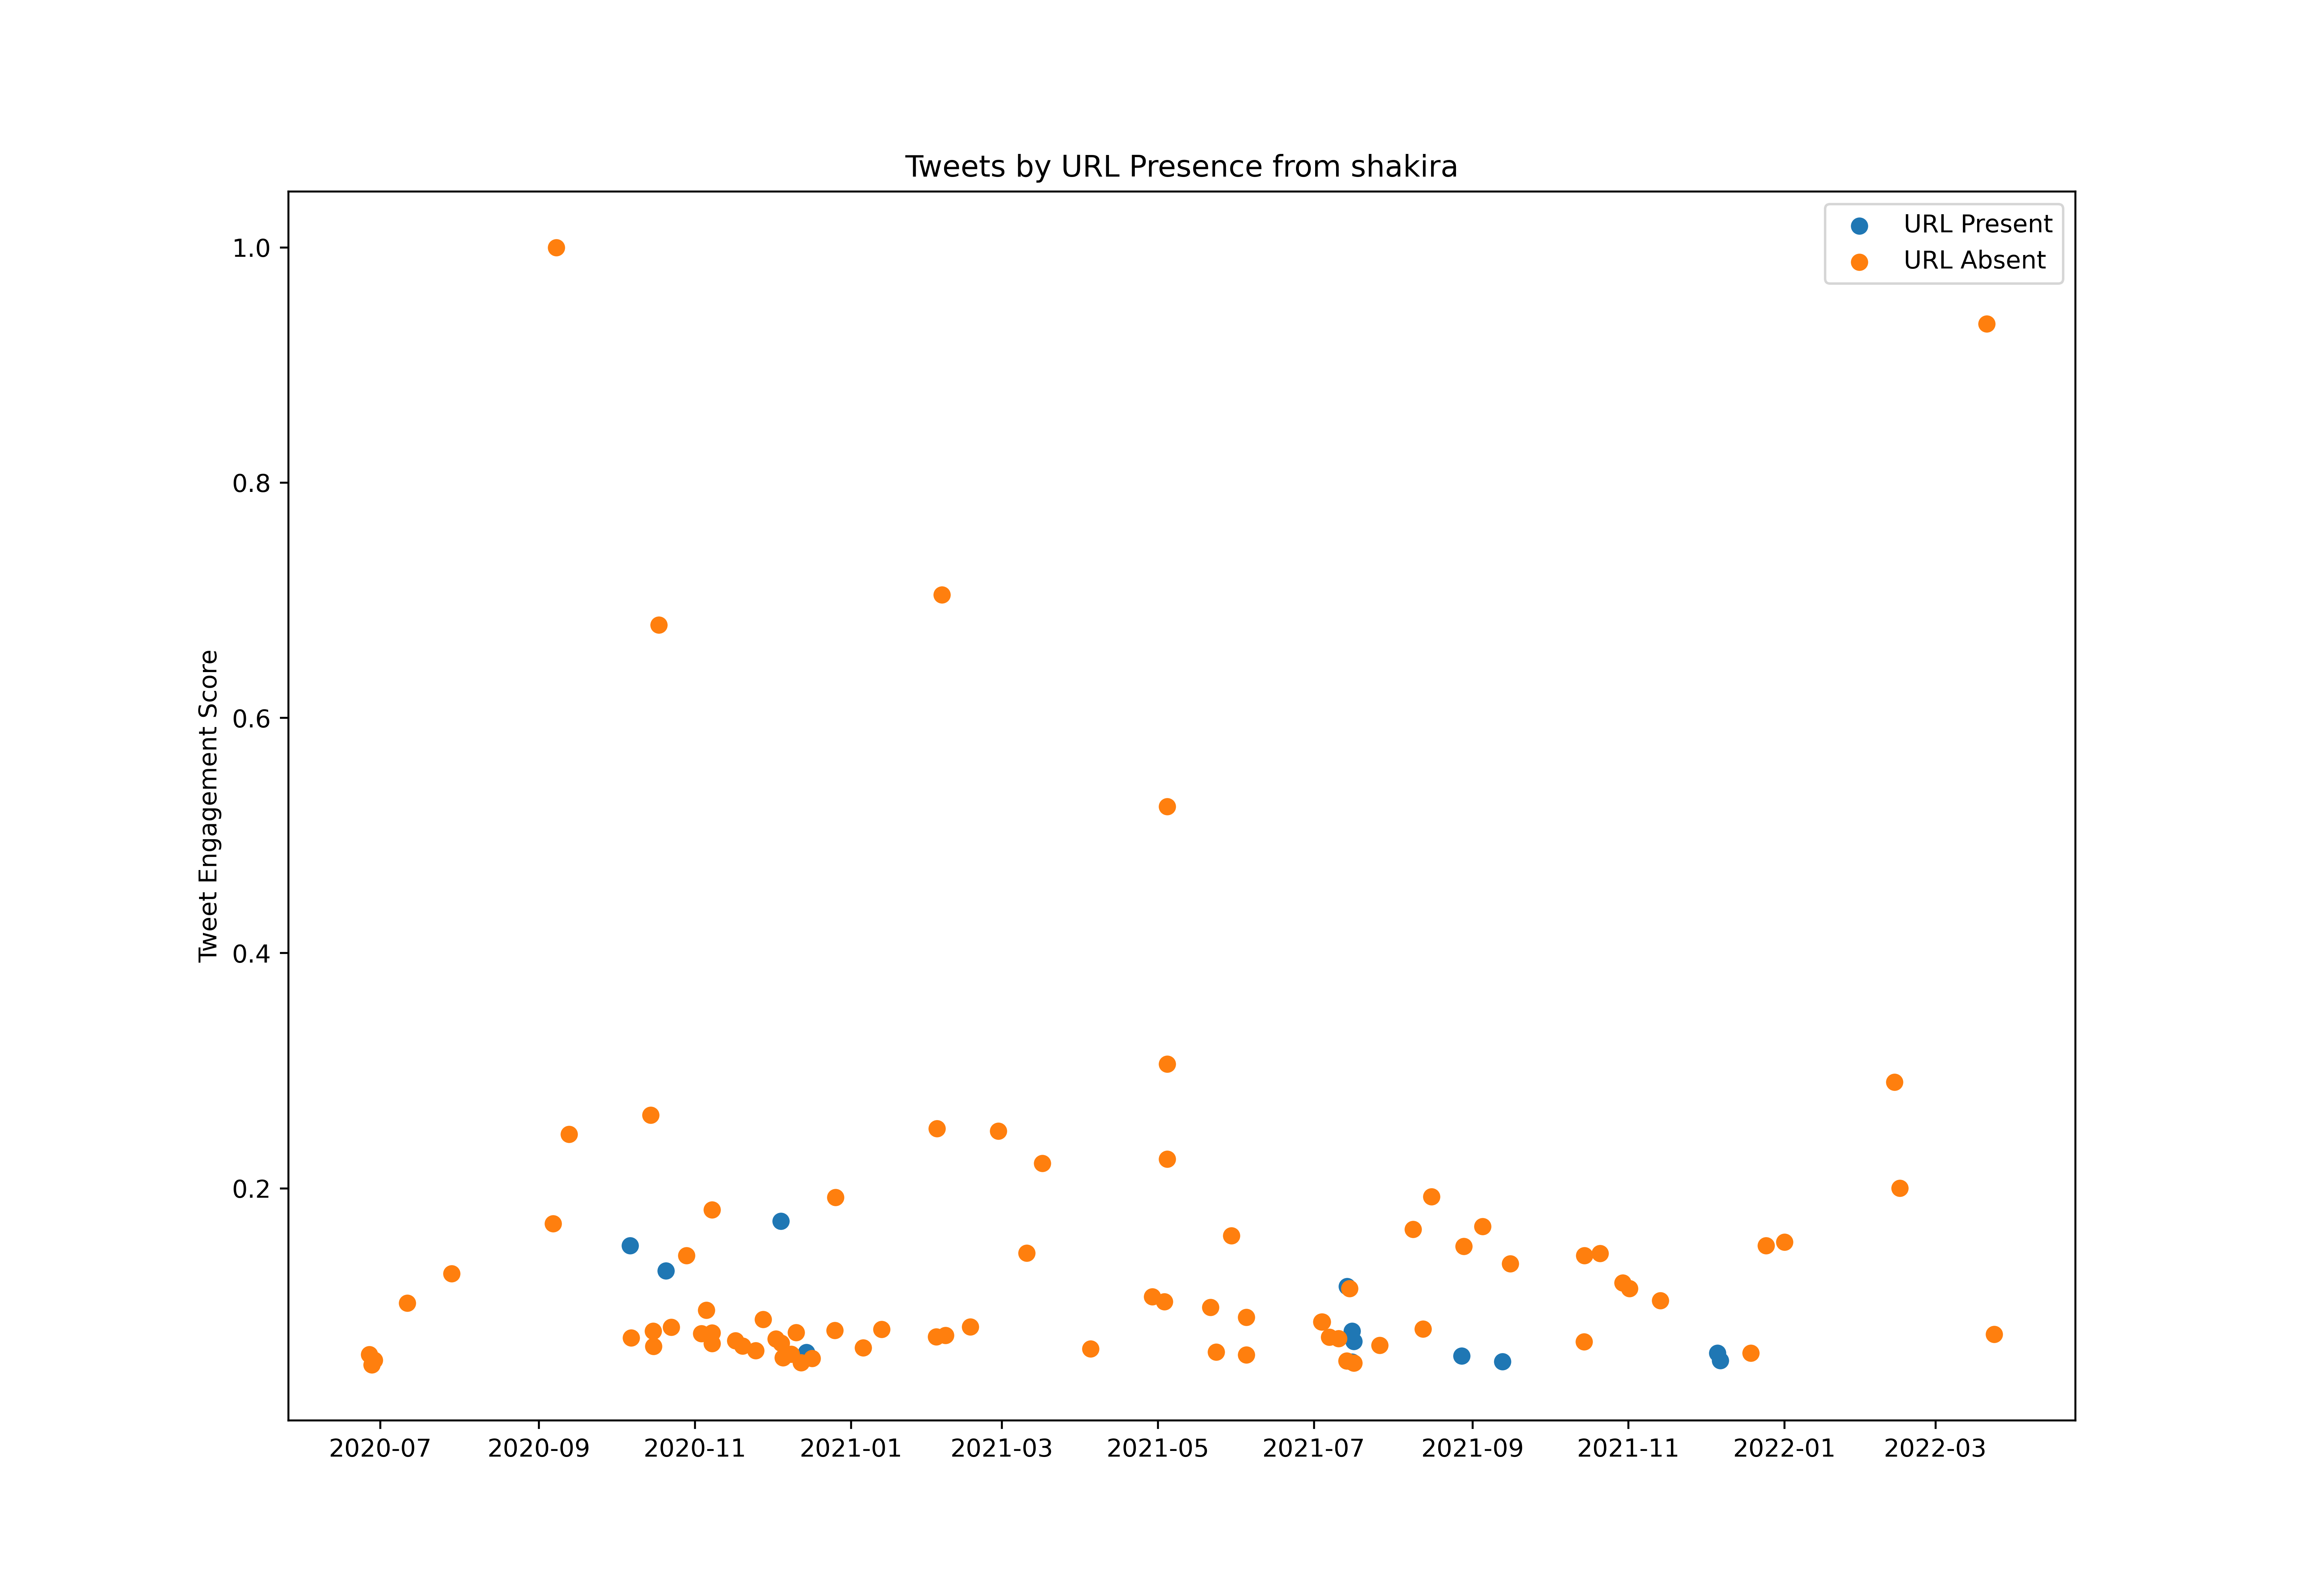 Tweets by URL Presence from shakira
URL Present
URL Absent
Tweet Engagement Score
1.0
0.8
0.6
0.4
0.2
2020-07 2020-09 2020-11 2021-01 2021-03 2021-05 2021-07 2021-09 2021-11 2022-01 2022-03